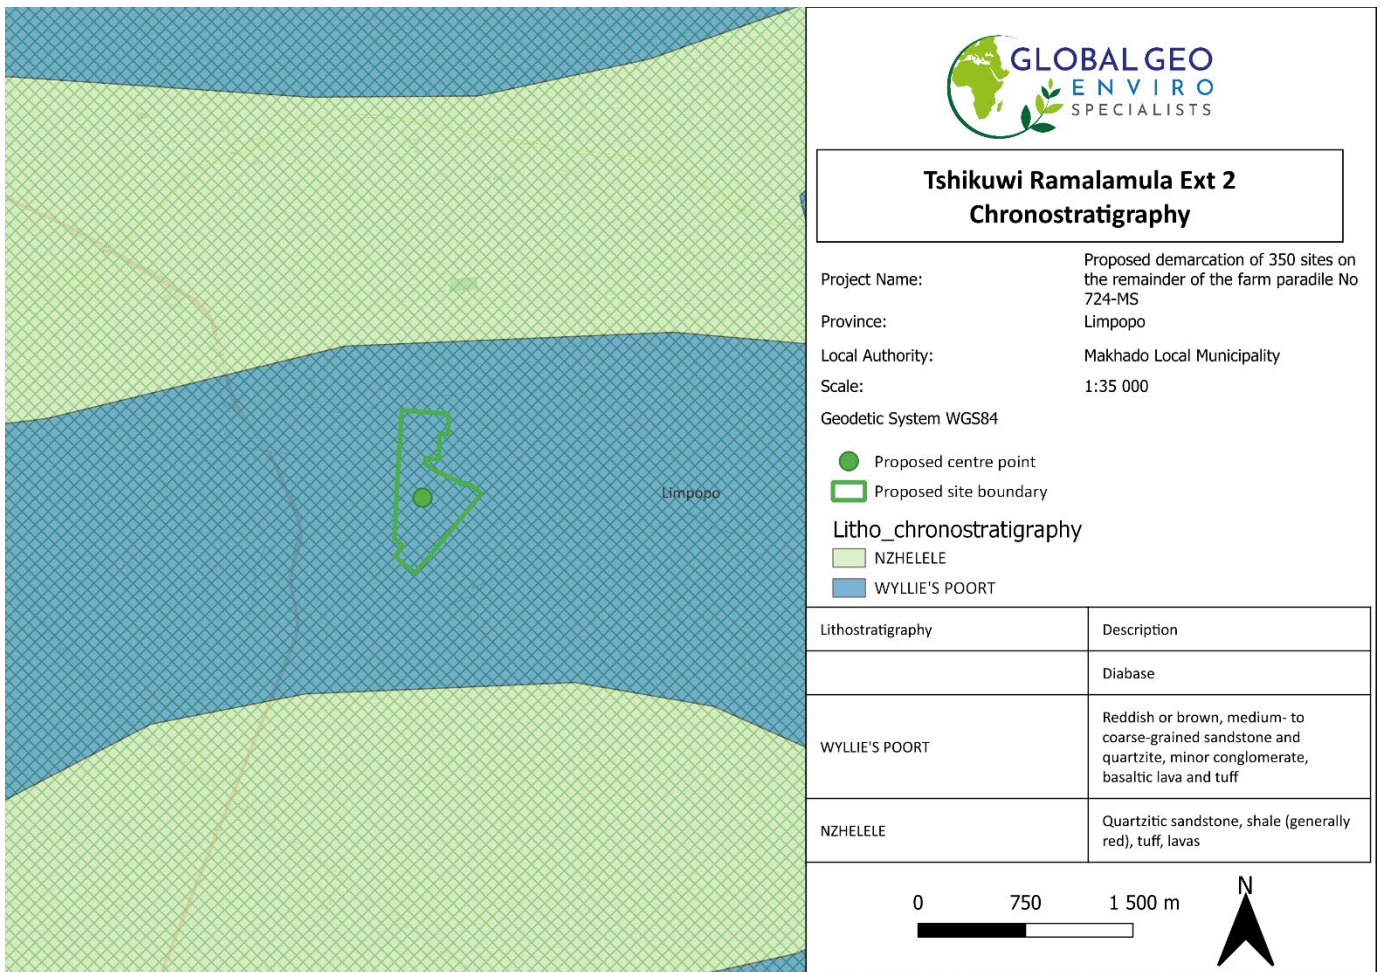 GLOBAL GEO
ENVIRO
SPECIALISTS
Tshikuwi Ramalamula Ext 2
Chronostratigraphy
Project Name:
Proposed demarcation of 350 sites on
the remainder of the farm paradile No
724-MS
Province:
Limpopo
Local Authority:
Makhado Local Municipality
Scale:
1:35 000
Geodetic System WGS84
Proposed centre point
Proposed site boundary
Litho_chronostratigraphy
NZHELELE
WYLLIE'S POORT
Limpopo
Lithostratigraphy
Description
Diabase
WYLLIE'S POORT
Reddish or brown, medium- to
coarse-grained sandstone and
quartzite, minor conglomerate,
basaltic lava and tuff
NZHELELE
Quartzitic sandstone, shale (generally
red), tuff, lavas
0 750 1 500 m
N